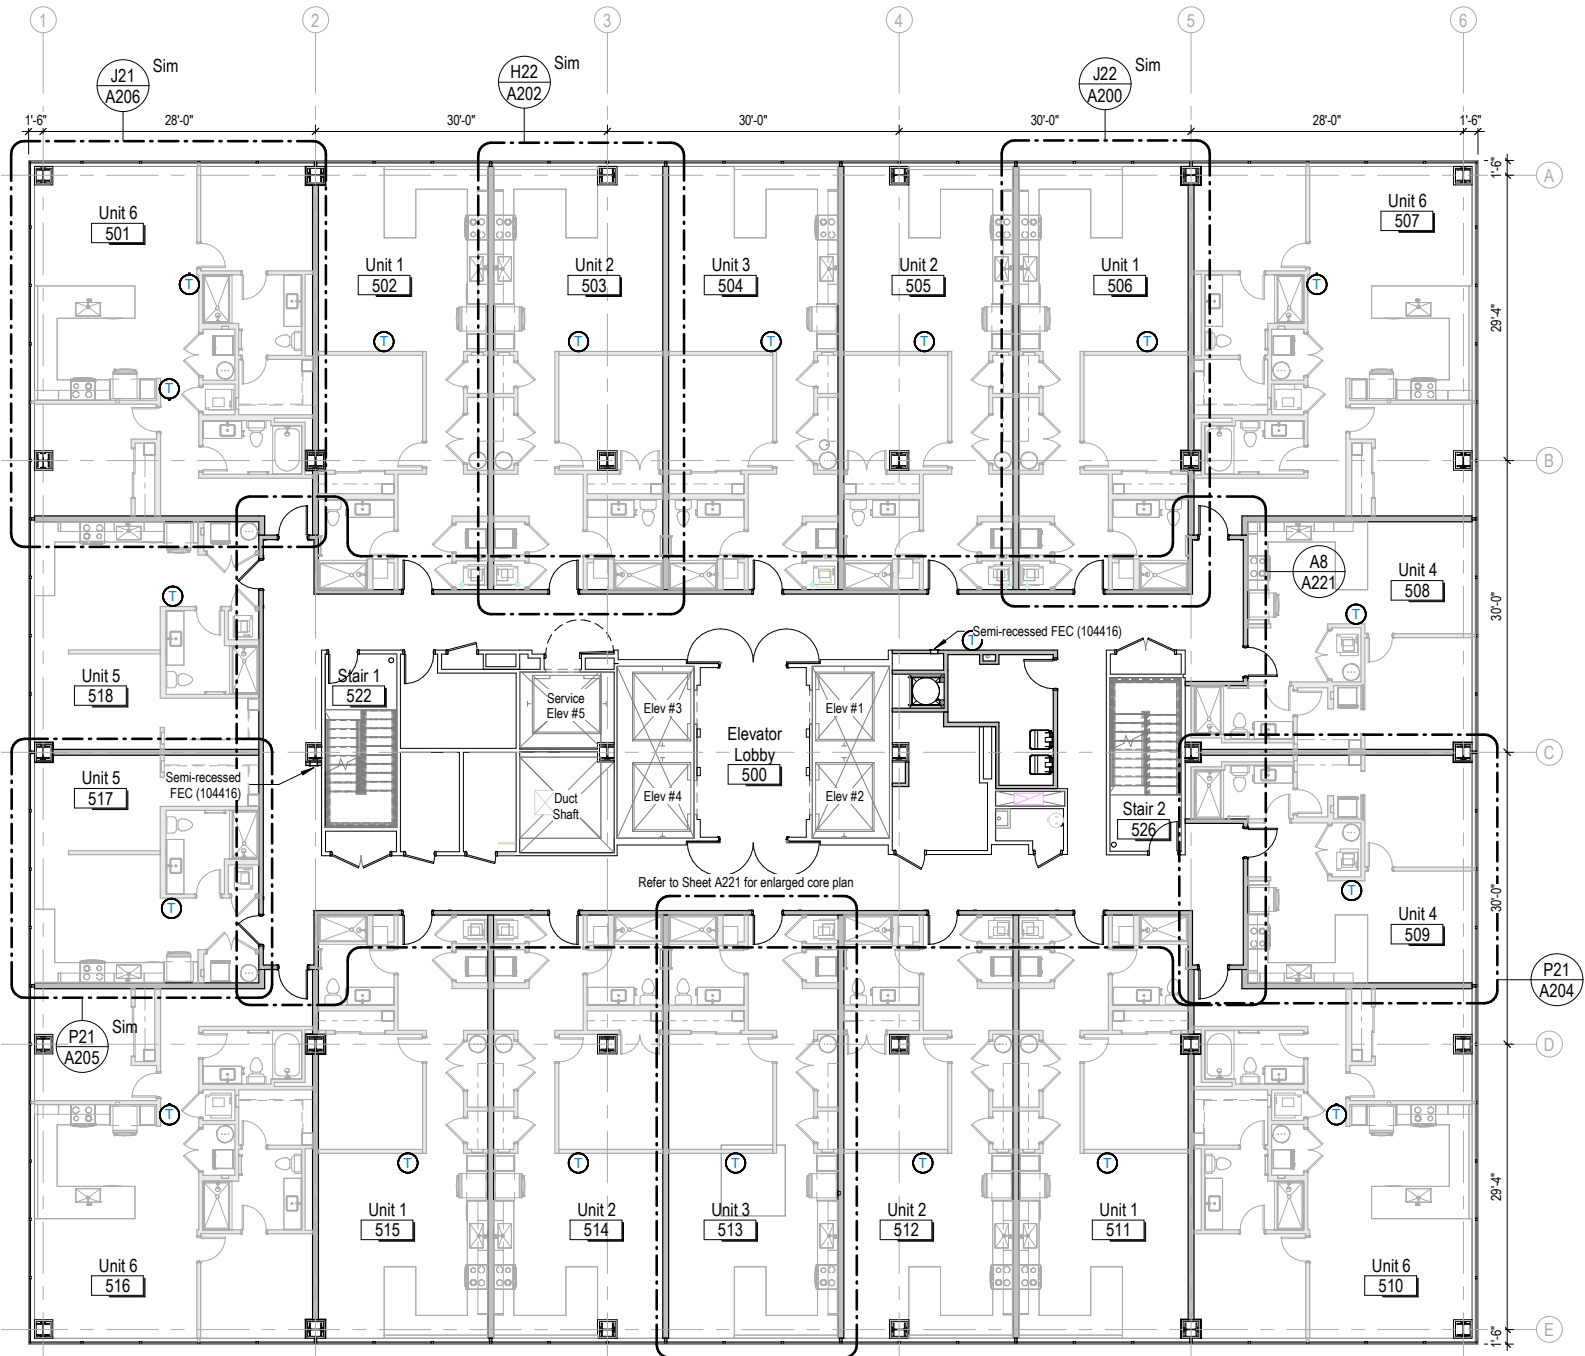 1
2
3
4
5
6
J21
A206
Sim
H22
A202
Sim
J22
A200
Sim
1'-6"
28'-0"
30'-0"
30'-0"
30'-0"
28'-0"
1'-6"
1'-6"
A
Unit 6
501
Unit 1
502
Unit 2
503
Unit 3
504
Unit 2
505
Unit 1
506
Unit 6
507
T
T
T
T
T
T
T
T
29'-4"
B
A8
A221
Unit 4
508
T
T
30'-0"
Semi-recessed FEC (104416)
T
Unit 5
518
Stair 1
522
Service
Elev #5
Elev #3
Elev #1
Elevator
Lobby
500
C
Unit 5
517
Semi-recessed
FEC (104416)
Duct
Shaft
Elev #4
Elev #2
Stair 2
526
Refer to Sheet A221 for enlarged core plan
T
T
Unit 4
509
30'-0"
P21
A204
P21
A205
Sim
D
T
T
T
T
T
T
T
29'-4"
Unit 6
516
Unit 1
515
Unit 2
514
Unit 3
513
Unit 2
512
Unit 1
511
Unit 6
510
1'-6"
E